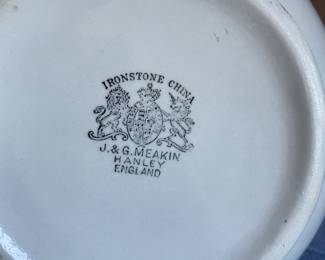 IRONSTONE CHINA
J. & G. MEAKIN
HANLEY
ENGLAND